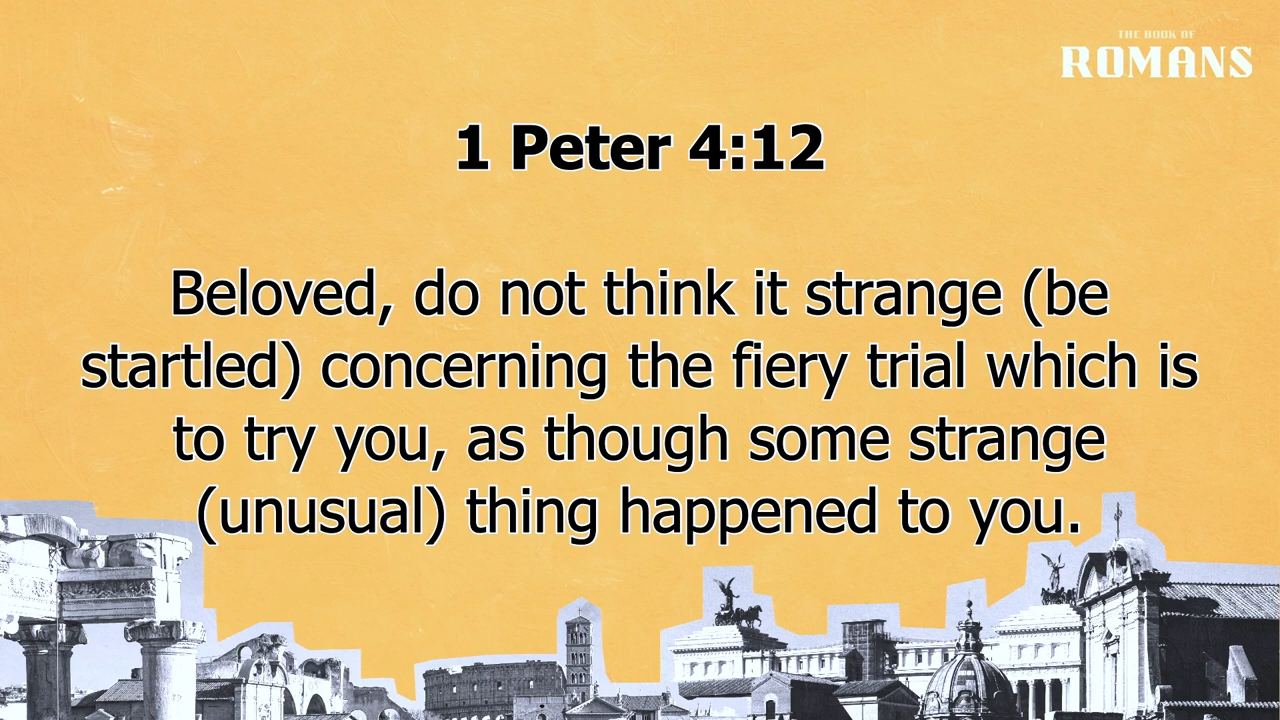 THE BOOK OF
ROMANS
1 Peter 4:12
Beloved, do not think it strange (be
startled) concerning the fiery trial which is
to try you, as though some strange
(unusual) thing happened to you.